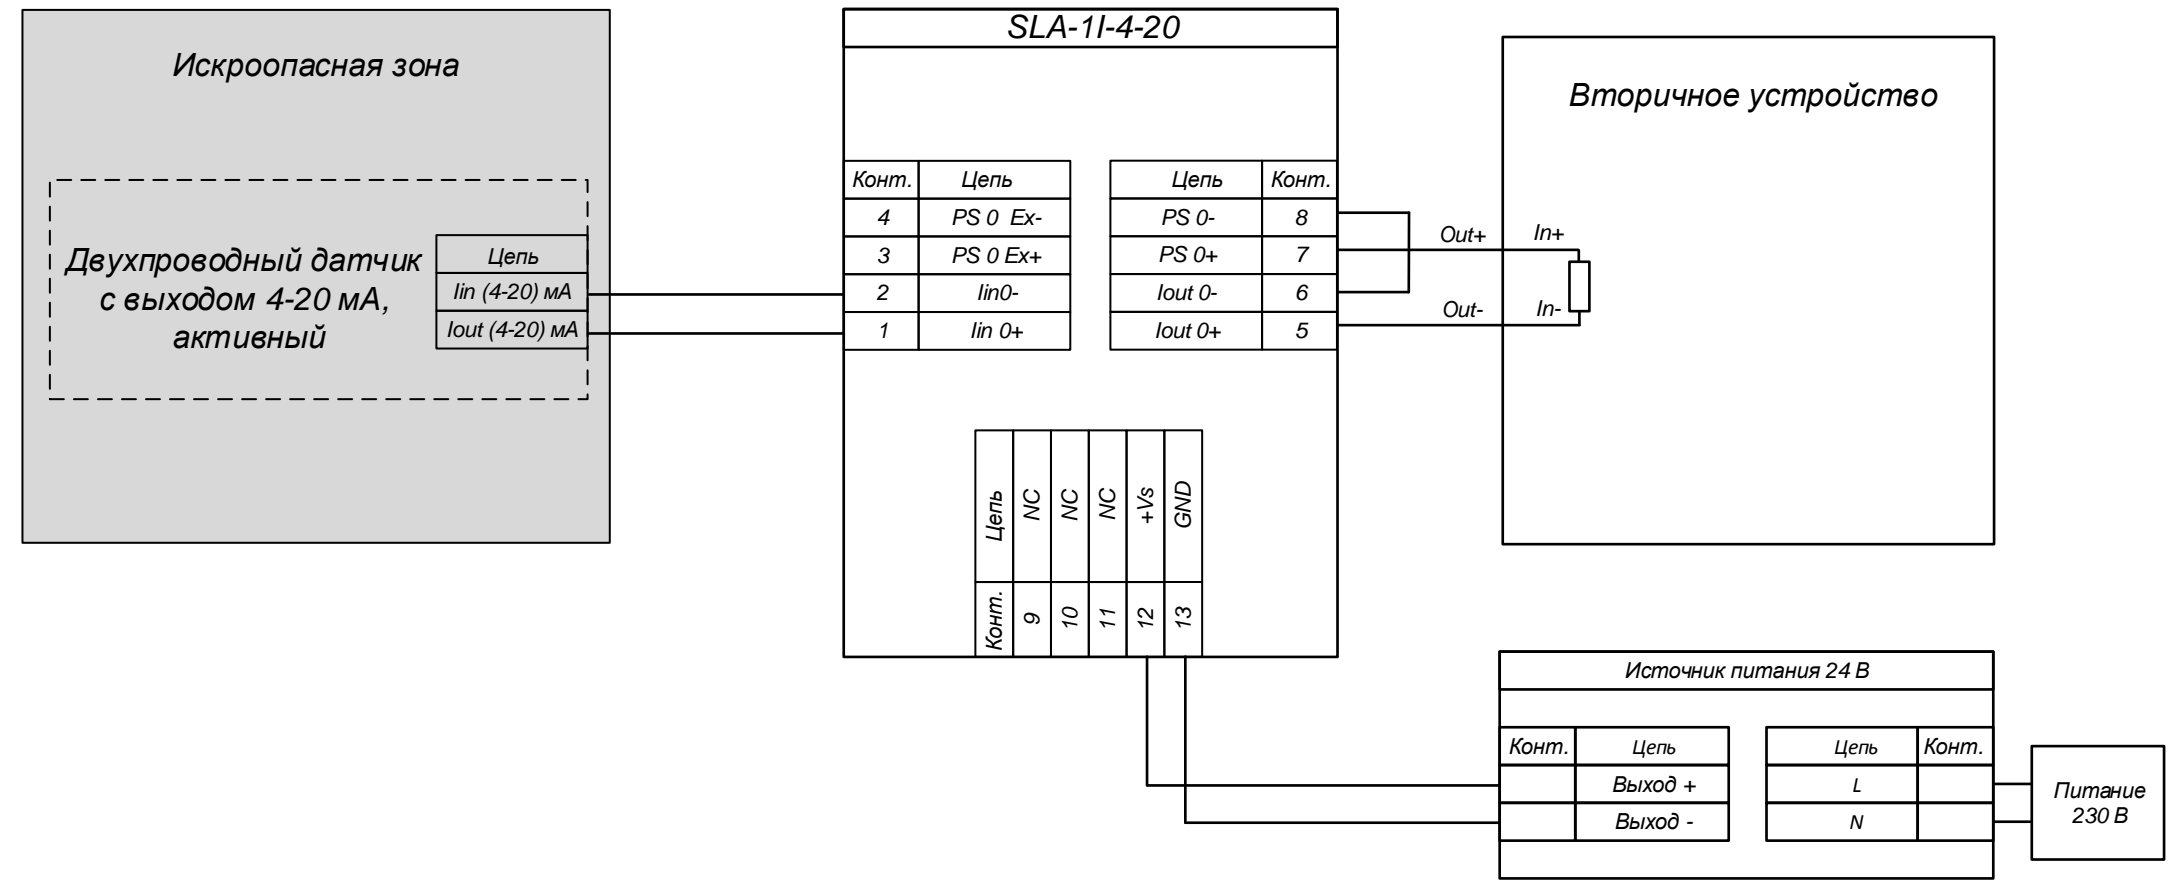 Искроопасная зона
Двухпроводный датчик
с выходом 4-20 мА,
активный
Цепь
Iin (4-20) мА
Iout (4-20) мА
SLA-1I-4-20
Конт. Цепь
4 PS 0 Ex-
3 PS 0 Ex+
2 Iin0-
1 Iin 0+
Цепь Конт.
PS 0- 8
PS 0+ 7
Iout 0- 6
Iout 0+ 5
Цепь NC NC NC +Vs GND
Конт. 9 10 11 12 13
Out+ In+
Out- In-
Вторичное устройство
Источник питания 24 В
Конт. Цепь
Выход +
Выход -
Цепь Конт.
L
N
Питание
230 В